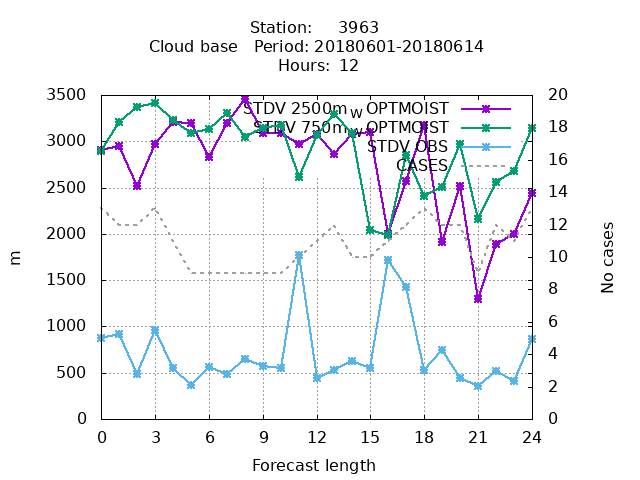 Station: 3963
Cloud base Period: 20180601-20180614
Hours: 12
3500
3000
2500
2000
1500
1000
500
0
m
20
18
16
14
12
10
8
6
4
2
0
No cases
STDV 2500m_W OPTMOIST
STDV 750m_W OPTMOIST
STDV OBS
CASES
0 3 6 9 12 15 18 21 24
Forecast length